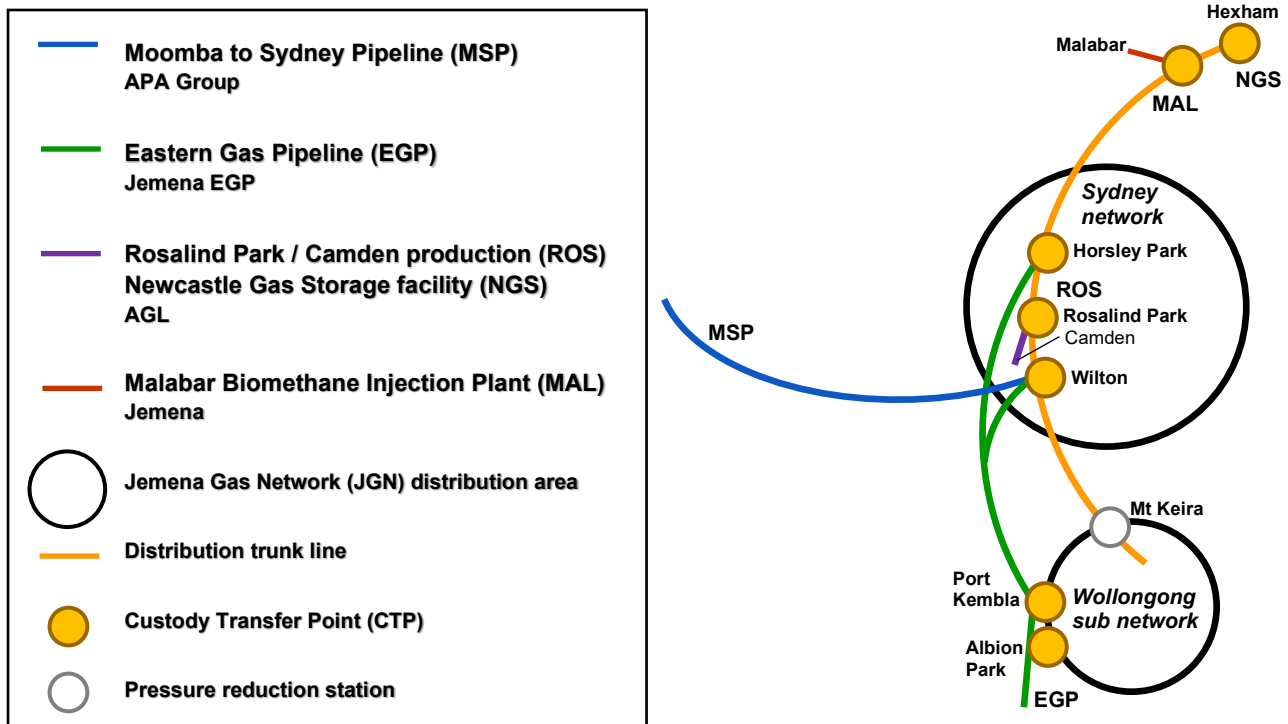 Moomba to Sydney Pipeline (MSP)
APA Group
Eastern Gas Pipeline (EGP)
Jemena EGP
Rosalind Park / Camden production (ROS)
Newcastle Gas Storage facility (NGS)
AGL
Malabar Biomethane Injection Plant (MAL)
Jemena
Jemena Gas Network (JGN) distribution area
Distribution trunk line
Custody Transfer Point (CTP)
Pressure reduction station
Hexham
Malabar
NGS
MAL
Sydney
network
Horsley Park
ROS
Rosalind Park
Camden
MSP
Wilton
Mt Keira
Port
Kembla
Wollongong
sub network
Albion
Park
EGP